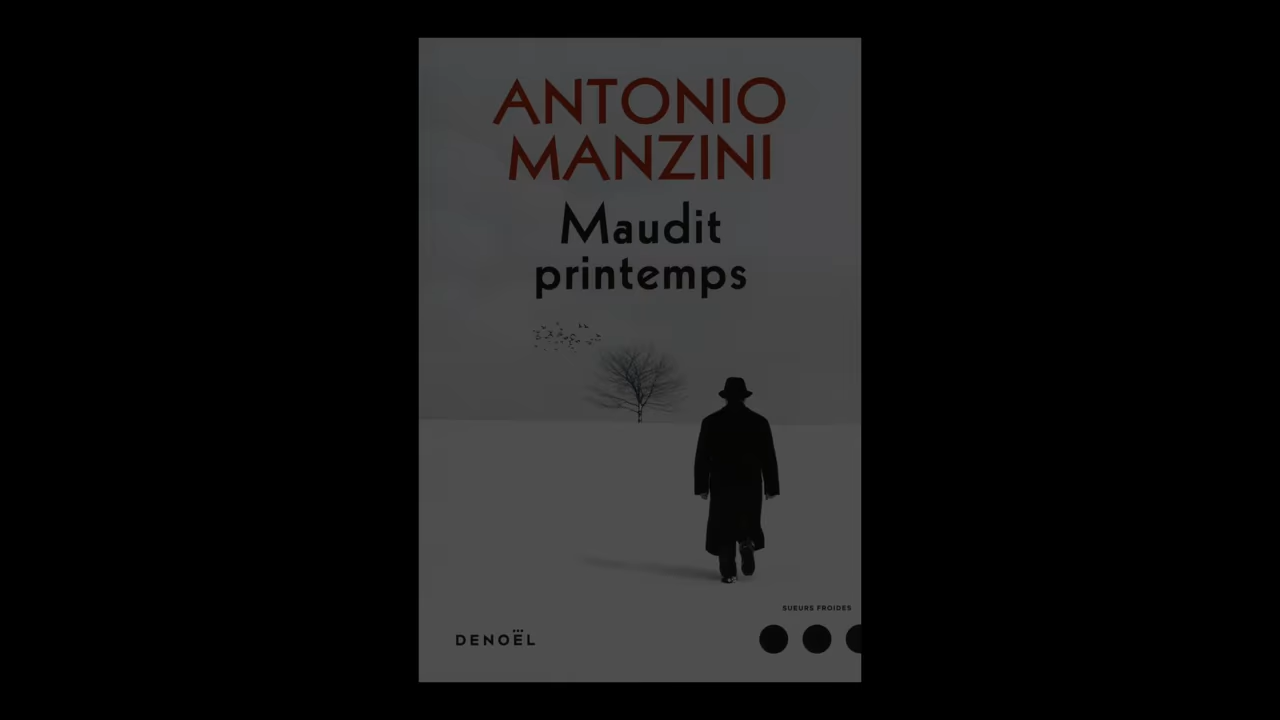 ANTONIO
MANZINI
Maudit
printemps
SUEURS FROIDES
DENOËL